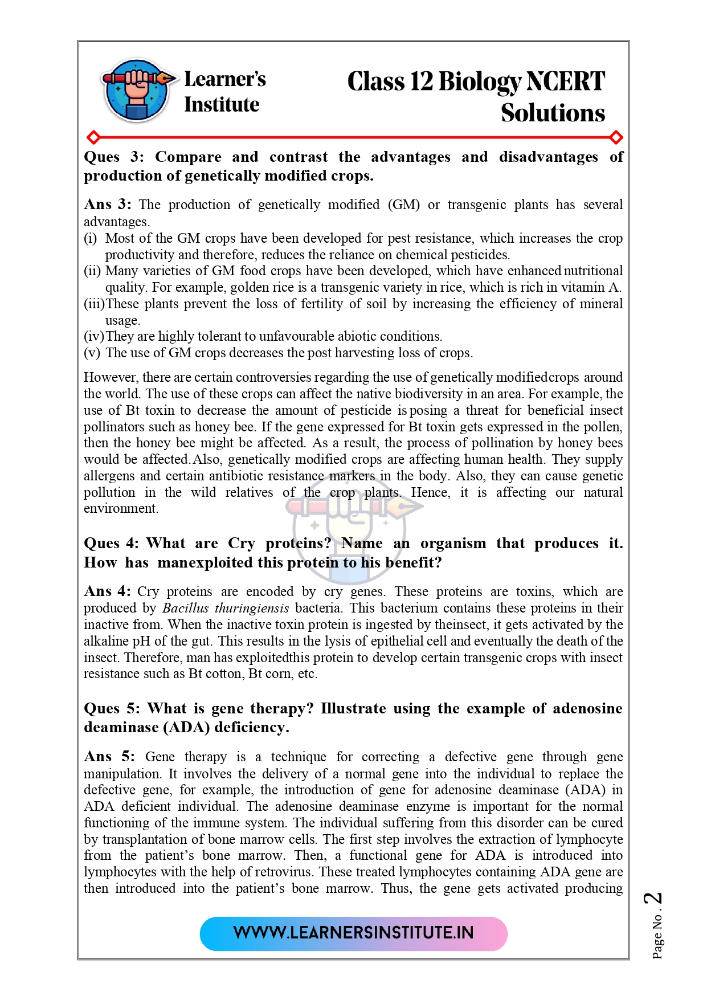 Learner's
Institute
Class 12 Biology NCERT
Solutions
Ques 3: Compare and contrast the advantages and disadvantages of
production of genetically modified crops.
Ans 3: The production of genetically modified (GM) or transgenic plants has several
advantages.
(i) Most of the GM crops have been developed for pest resistance, which increases the crop
productivity and therefore, reduces the reliance on chemical pesticides.
(ii) Many varieties of GM food crops have been developed, which have enhanced nutritional
quality. For example, golden rice is a transgenic variety in rice, which is rich in vitamin A.
(iii)These plants prevent the loss of fertility of soil by increasing the efficiency of mineral
usage.
(iv)They are highly tolerant to unfavourable abiotic conditions.
(v) The use of GM crops decreases the post harvesting loss of crops.
However, there are certain controversies regarding the use of genetically modifiedcrops around
the world. The use of these crops can affect the native biodiversity in an area. For example, the
use of Bt toxin to decrease the amount of pesticide is posing a threat for beneficial insect
pollinators such as honey bee. If the gene expressed for Bt toxin gets expressed in the pollen,
then the honey bee might be affected. As a result, the process of pollination by honey bees
would be affected.Also, genetically modified crops are affecting human health. They supply
allergens and certain antibiotic resistance markers in the body. Also, they can cause genetic
pollution in the wild relatives of the crop plants. Hence, it is affecting our natural
environment.
Ques 4: What are Cry proteins? Name an organism that produces it.
How has manexploited this protein to his benefit?
Ans 4: Cry proteins are encoded by cry genes. These proteins are toxins, which are
produced by Bacillus thuringiensis bacteria. This bacterium contains these proteins in their
inactive from. When the inactive toxin protein is ingested by theinsect, it gets activated by the
alkaline pH of the gut. This results in the lysis of epithelial cell and eventually the death of the
insect. Therefore, man has exploitedthis protein to develop certain transgenic crops with insect
resistance such as Bt cotton, Bt corn, etc.
Ques 5: What is gene therapy? Illustrate using the example of adenosine
deaminase (ADA) deficiency.
Ans 5: Gene therapy is a technique for correcting a defective gene through gene
manipulation. It involves the delivery of a normal gene into the individual to replace the
defective gene, for example, the introduction of gene for adenosine deaminase (ADA) in
ADA deficient individual. The adenosine deaminase enzyme is important for the normal
functioning of the immune system. The individual suffering from this disorder can be cured
by transplantation of bone marrow cells. The first step involves the extraction of lymphocyte
from the patient's bone marrow. Then, a functional gene for ADA is introduced into
lymphocytes with the help of retrovirus. These treated lymphocytes containing ADA gene are
then introduced into the patient's bone marrow. Thus, the gene gets activated producing
WWW.LEARNERSINSTITUTE.IN
Page No . 2